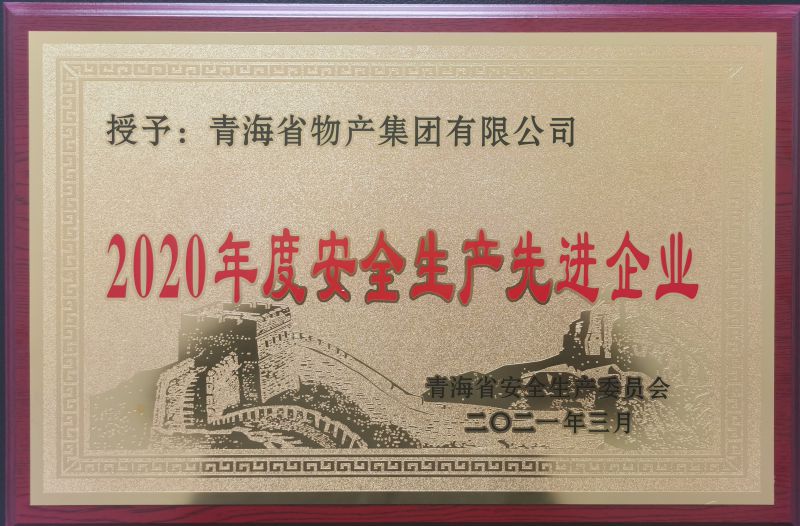 授予：青海省物产集团有限公司
2020年度安全生产先进企业
青海省安全生产委员会
二〇二一年三月